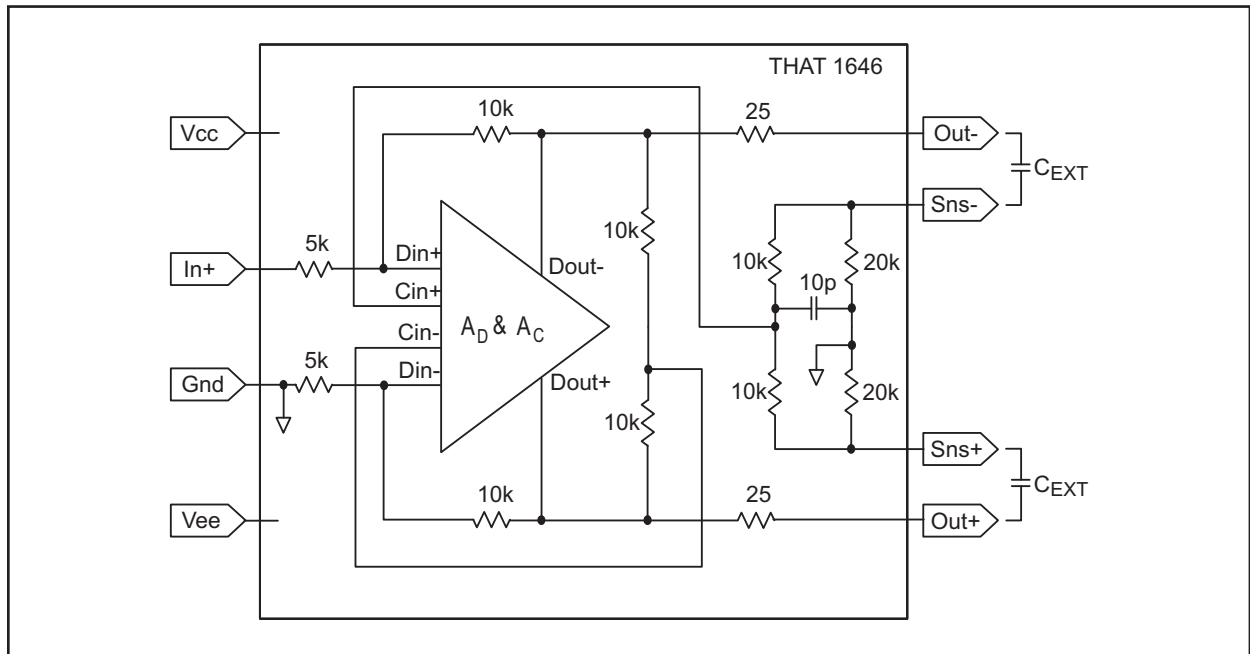 THAT 1646
Vcc
10k
25
Out-
CEXT
Sns-
5k
In+
Din+
Dout-
10k
10k
10p
20k
Cin+
AD & AC
Cin-
5k
Gnd
Din-
Dout+
10k
10k
20k
Sns+
CEXT
10k
25
Vee
Out+